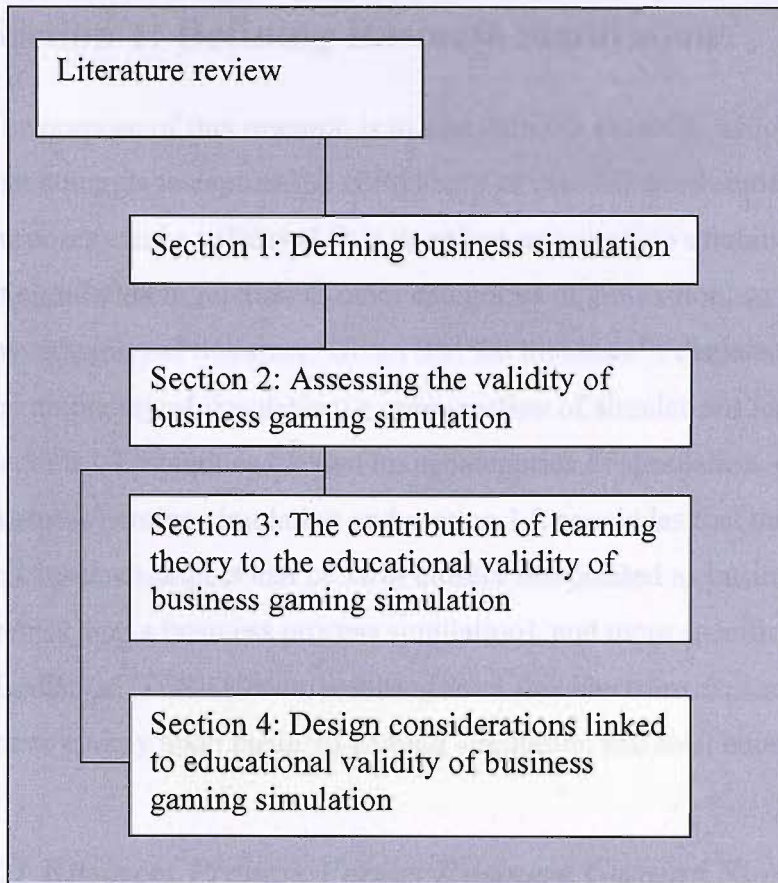 Literature review
Section 1: Defining business simulation
Section 2: Assessing the validity of
business gaming simulation
Section 3: The contribution of learning
theory to the educational validity of
business gaming simulation
Section 4: Design considerations linked
to educational validity of business
gaming simulation